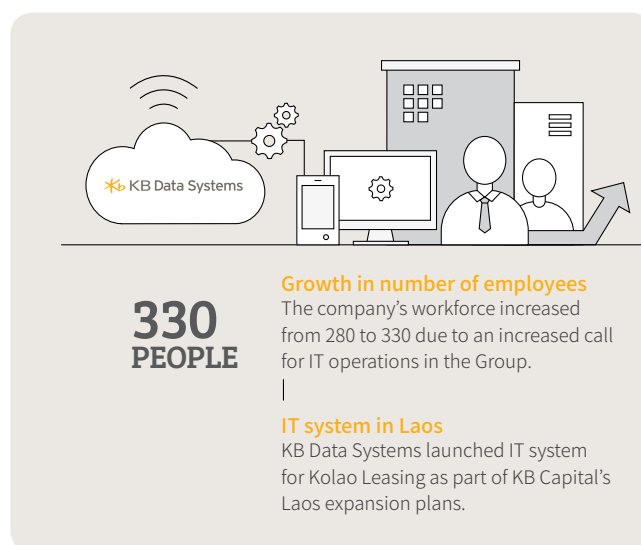 KB Data Systems
330
PEOPLE
Growth in number of employees
The company’s workforce increased
from 280 to 330 due to an increased call
for IT operations in the Group.
IT system in Laos
KB Data Systems launched IT system
for Kolao Leasing as part of KB Capital’s
Laos expansion plans.